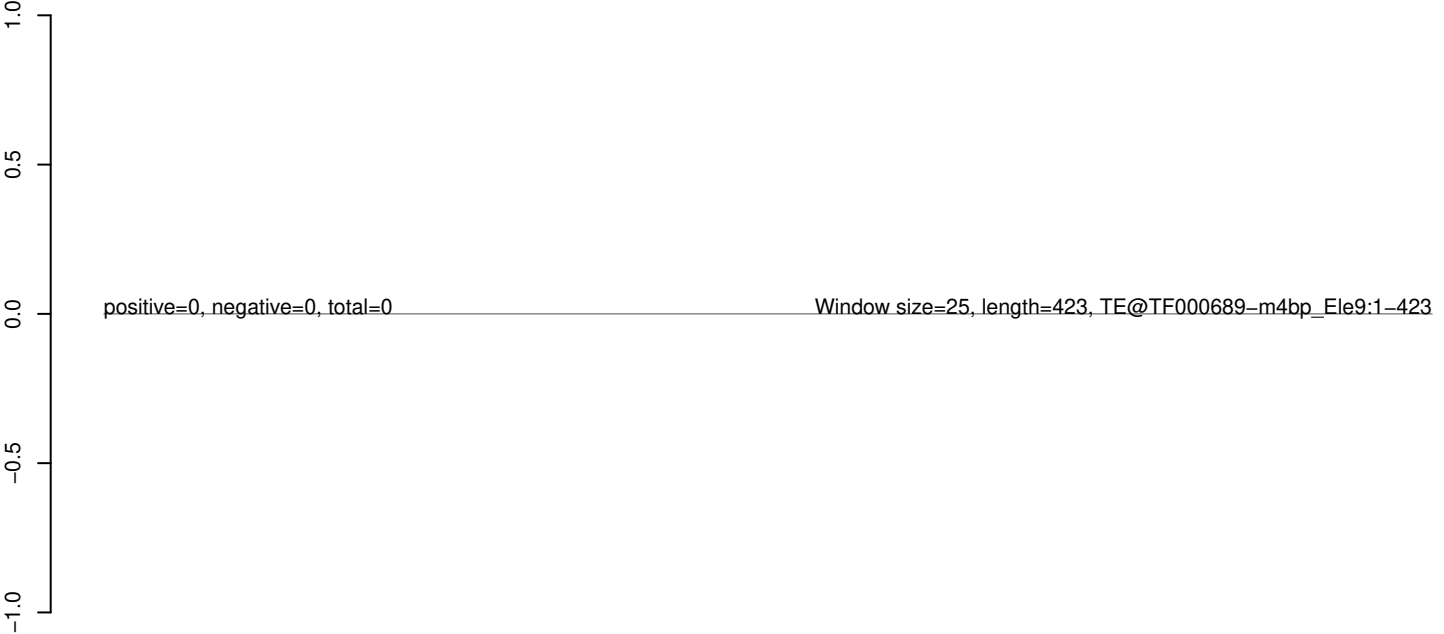 1.0
0.5
0.0
−0.5
−1.0
positive=0, negative=0, total=0
Window size=25, length=423, TE@TF000689−m4bp_Ele9:1−423